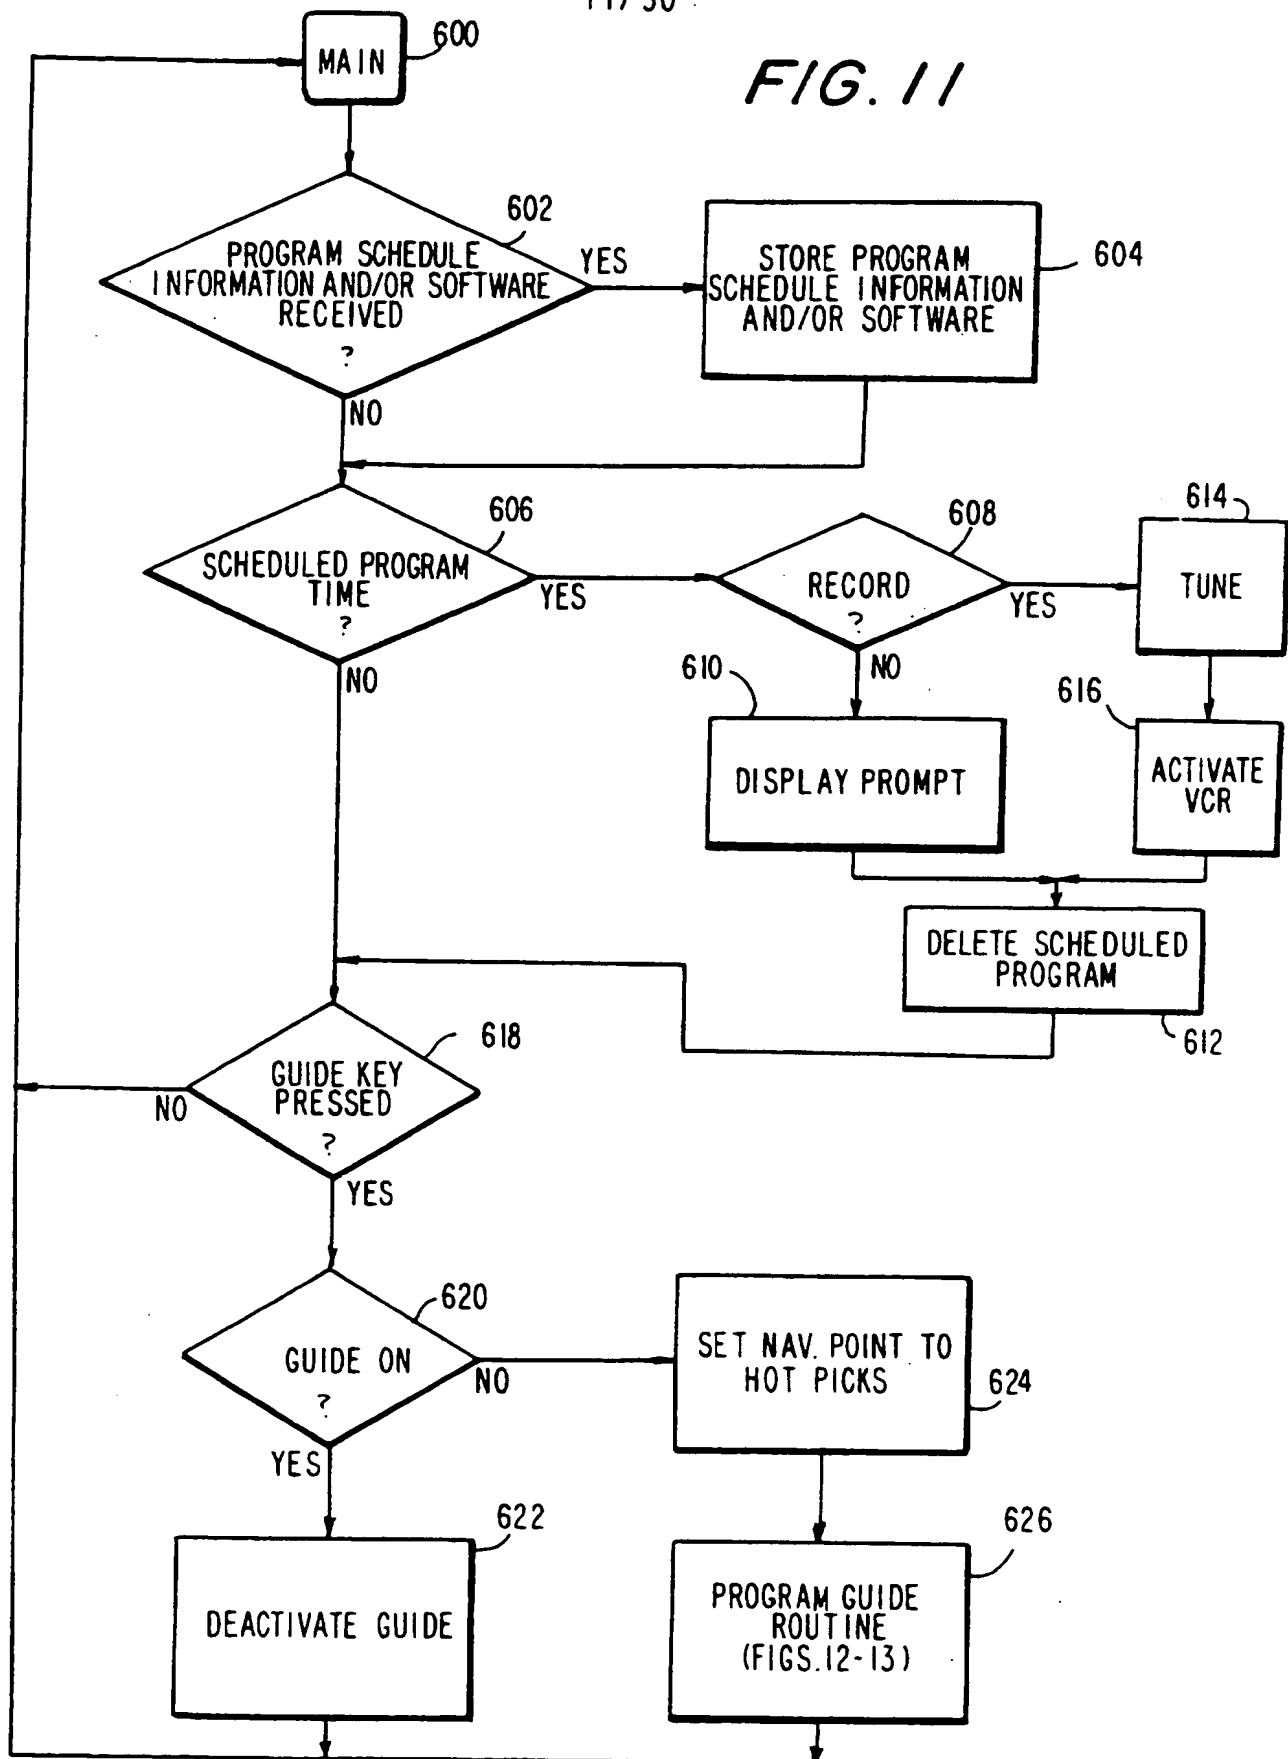 600
MAIN
FIG. 11
602
PROGRAM SCHEDULE
INFORMATION AND/OR SOFTWARE
RECEIVED
?
YES
NO
STORE PROGRAM
SCHEDULE INFORMATION
AND/OR SOFTWARE
604
606
SCHEDULED PROGRAM
TIME
?
YES
NO
608
RECORD
?
YES
NO
614
TUNE
610
DISPLAY PROMPT
616
ACTIVATE
VCR
DELETE SCHEDULED
PROGRAM
612
618
GUIDE KEY
PRESSED
?
NO
YES
620
GUIDE ON
?
NO
YES
SET NAV. POINT TO
HOT PICKS
624
622
DEACTIVATE GUIDE
626
PROGRAM GUIDE
ROUTINE
(FIGS.12-13)